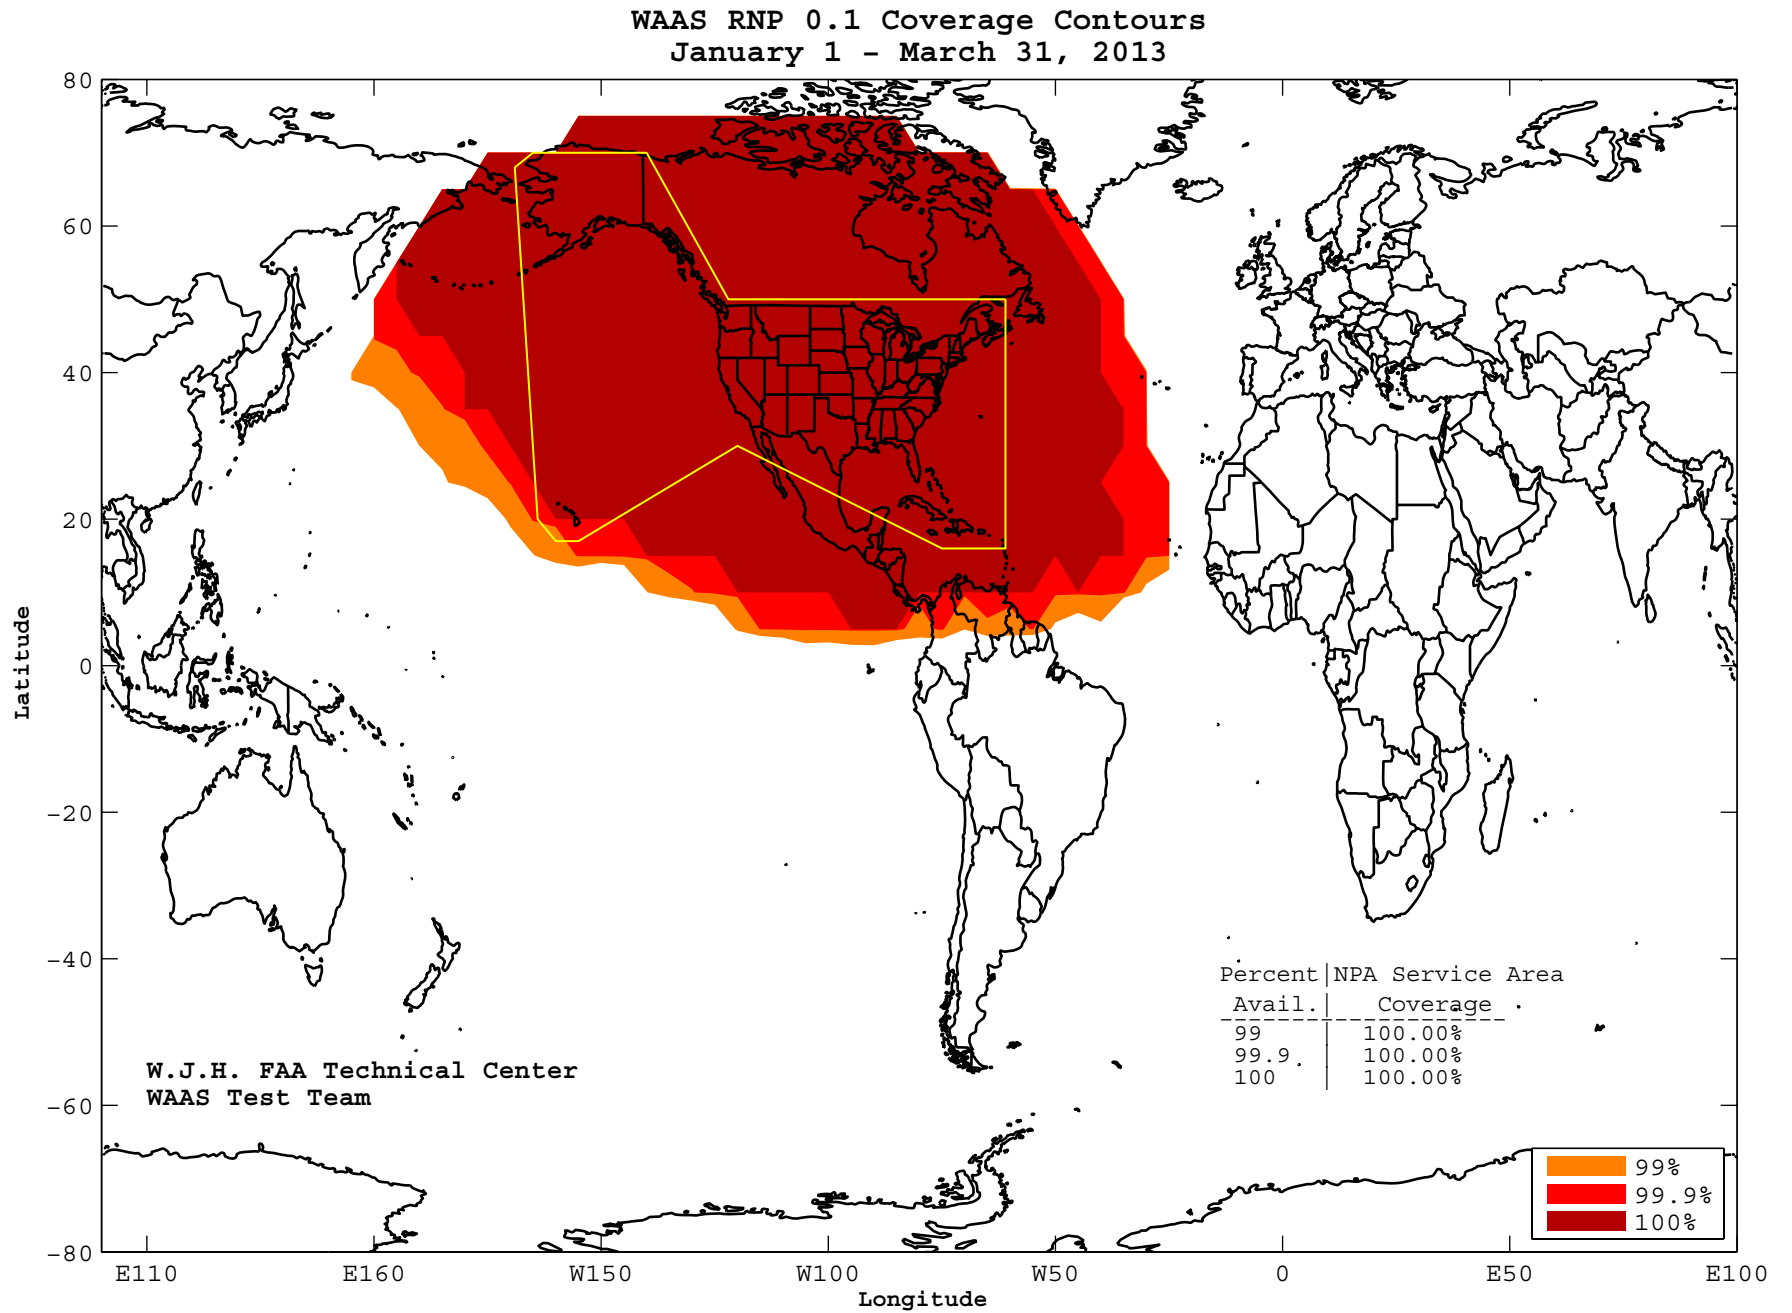 WAAS RNP 0.1 Coverage Contours
January 1 - March 31, 2013
80
60
40
20
0
-20
-40
-60
-80
Latitude
Percent|NPA Service Area
Avail.| Coverage
99 | 100.00%
99.9 | 100.00%
100 | 100.00%
W.J.H. FAA Technical Center
WAAS Test Team
99%
99.9%
100%
E110 E160 W150 W100 W50 0 E50 E100
Longitude